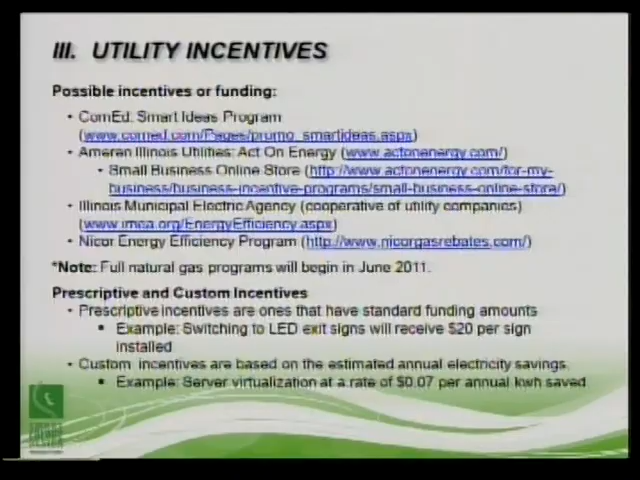 III. UTILITY INCENTIVES
Possible incentives or funding:
• ComEd: Smart Ideas Program
(www.comed.com/Pages/promo_smartideas.aspx)
• Ameren Illinois Utilities: Act On Energy (www.actonenergy.com/)
• Small Business Online Store (http://www.actonenergy.com/for-my-
business/business-incentive-programs/small-business-online-store/)
• Illinois Municipal Electric Agency (cooperative of utility companies)
(www.imea.org/EnergyEfficiency.aspx)
• Nicor Energy Efficiency Program (http://www.nicorgasrebates.com/)
*Note: Full natural gas programs will begin in June 2011.
Prescriptive and Custom Incentives
• Prescriptive incentives are ones that have standard funding amounts
▪ Example: Switching to LED exit signs will receive $20 per sign
installed
• Custom incentives are based on the estimated annual electricity savings.
▪ Example: Server virtualization at a rate of $0.07 per annual kwh saved